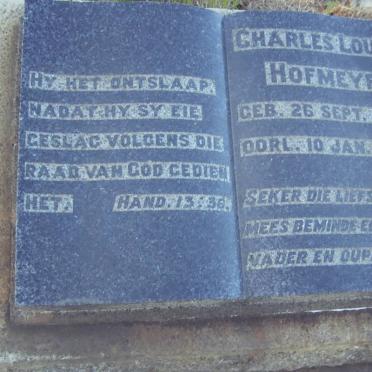 HY HET ONTSLAAP,
NADAT HY SY EIE
GESLAG VOLGENS DIE
RAAD VAN GOD GEDIEN
HET. HAND. 13:36.
CHARLES LOU
HOFMEYE
GEB. 26 SEPT.
OORL. 10 JAN.
SEKER DIE LIEFS
MEES BEMINDE E
VADER EN OUP